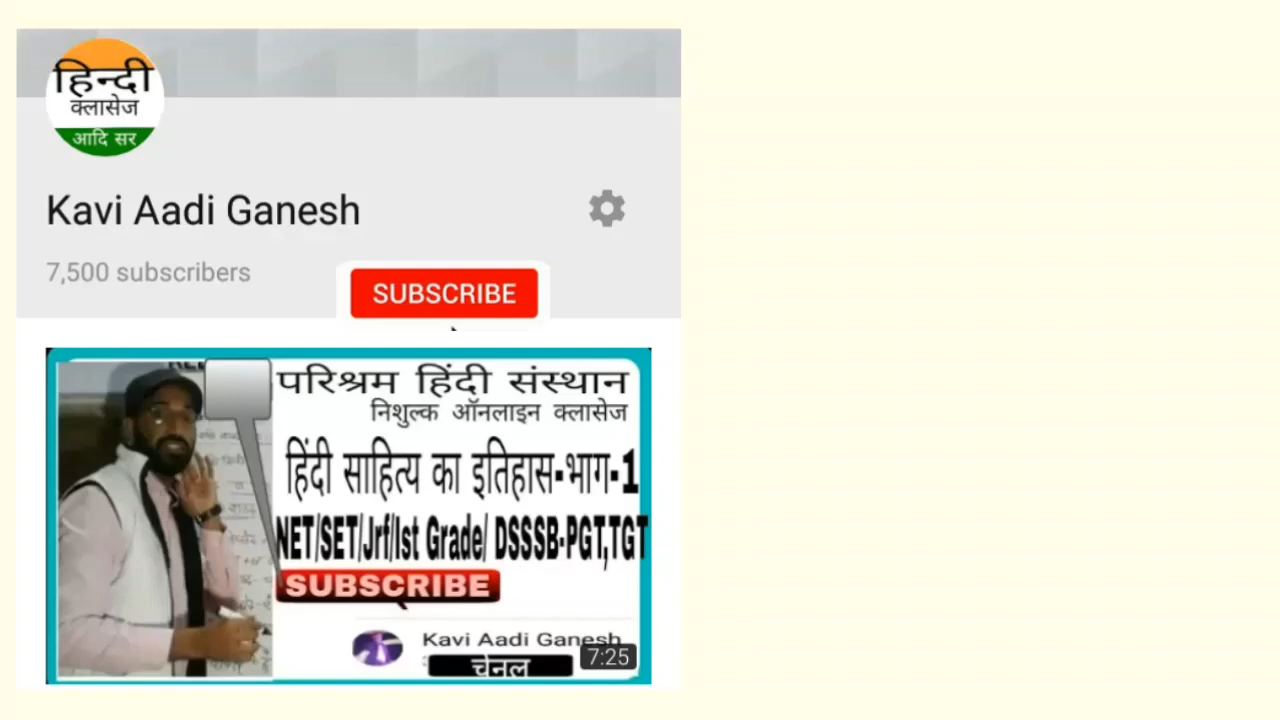 हिन्दी
क्लासेज
आदि सर
Kavi Aadi Ganesh
7,500 subscribers
SUBSCRIBE
परिश्रम हिंदी संस्थान
निशुल्क ऑनलाइन क्लासेज
हिंदी साहित्य का इतिहास-भाग-1
NET/SET/Jrf/Ist Grade/ DSSSB-PGT,TGT
SUBSCRIBE
Kavi Aadi Ganesh
चेनल
7:25